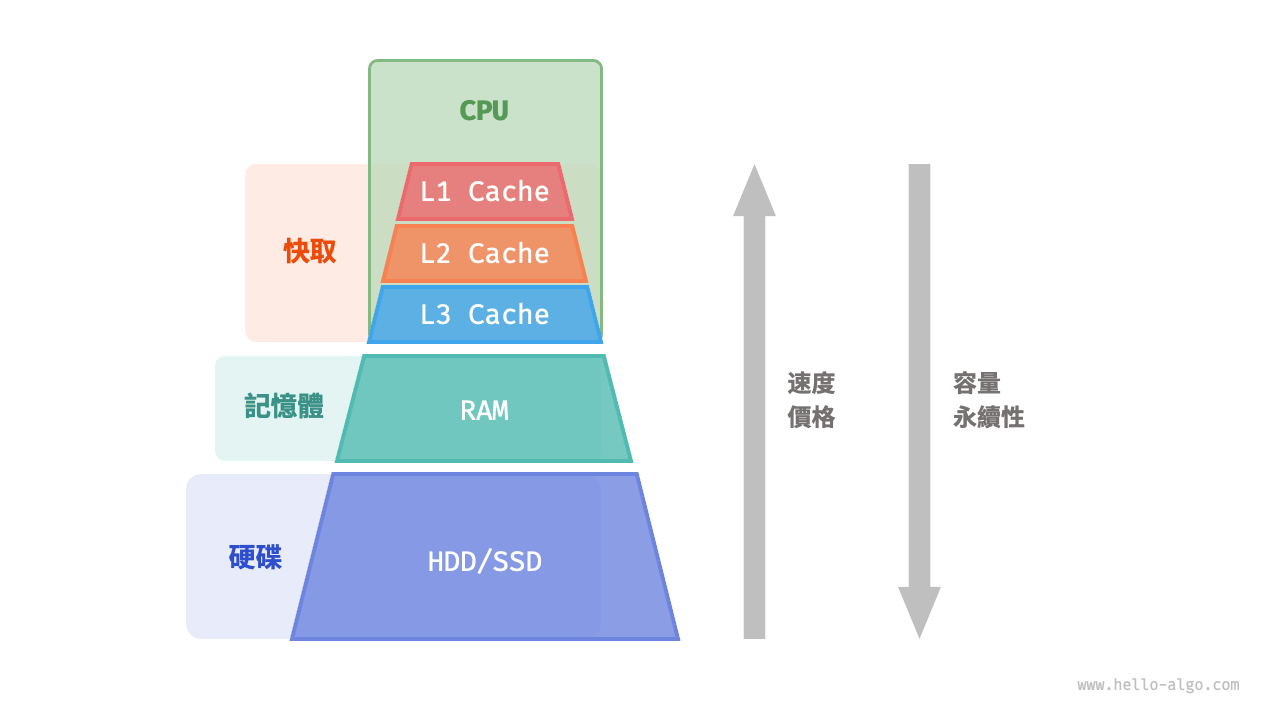 CPU
L1 Cache
快取
L2 Cache
L3 Cache
記憶體
RAM
硬碟
HDD/SSD
速度
價格
容量
永續性
www.hello-algo.com